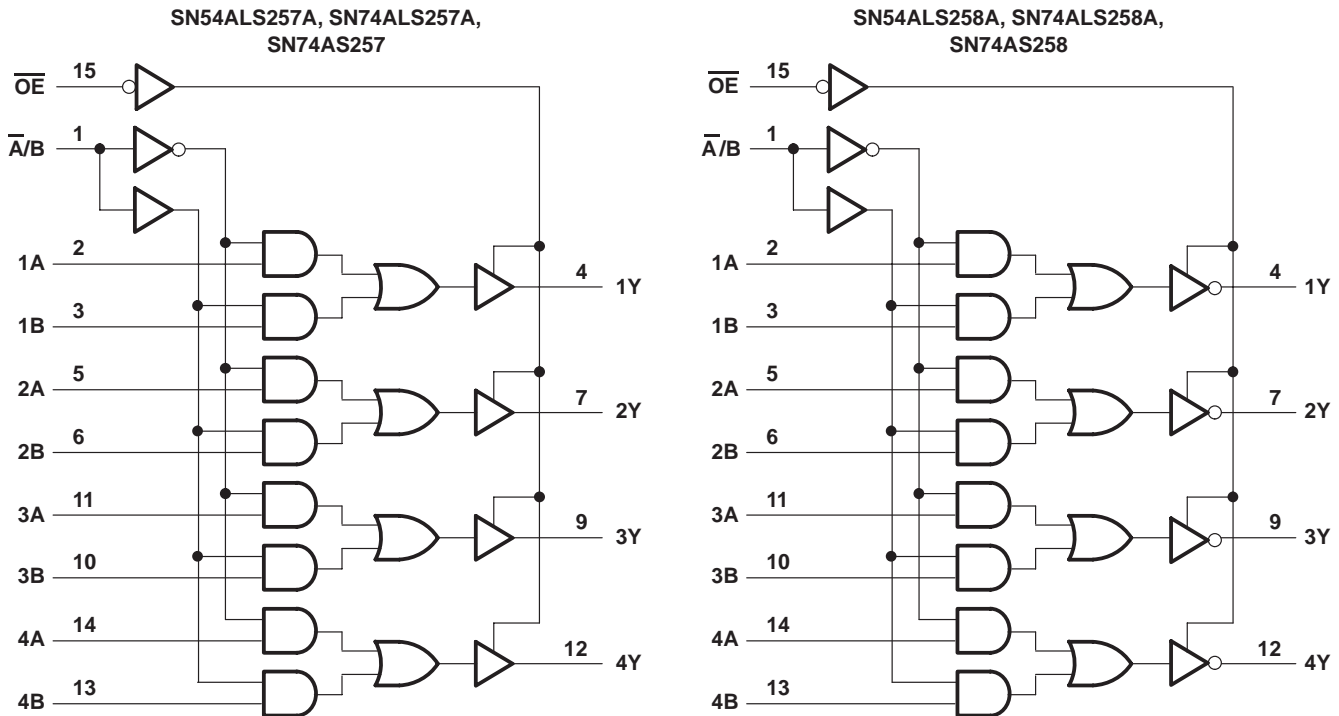 SN54ALS257A, SN74ALS257A,
SN74AS257
OE 15
A/B 1
1A 2
4 1Y
1B 3
2A 5
7 2Y
2B 6
3A 11
9 3Y
3B 10
4A 14
12 4Y
4B 13
SN54ALS258A, SN74ALS258A,
SN74AS258
OE 15
A/B 1
1A 2
4 1Y
1B 3
2A 5
7 2Y
2B 6
3A 11
9 3Y
3B 10
4A 14
12 4Y
4B 13